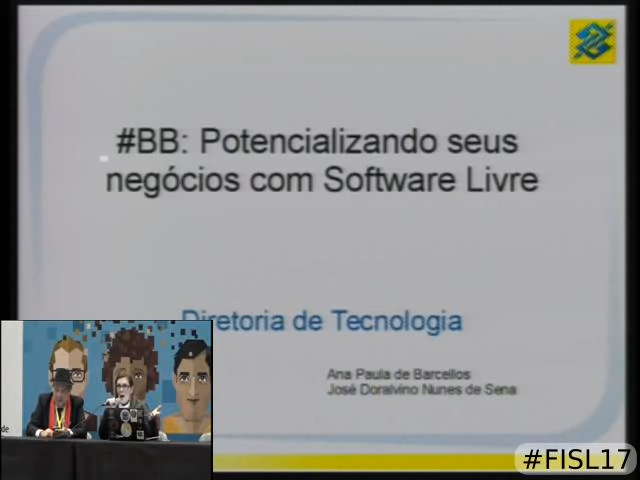 #BB: Potencializando seus
negócios com Software Livre
Diretoria de Tecnologia
Ana Paula de Barcellos
José Doralvino Nunes de Sena
de
#FISL17